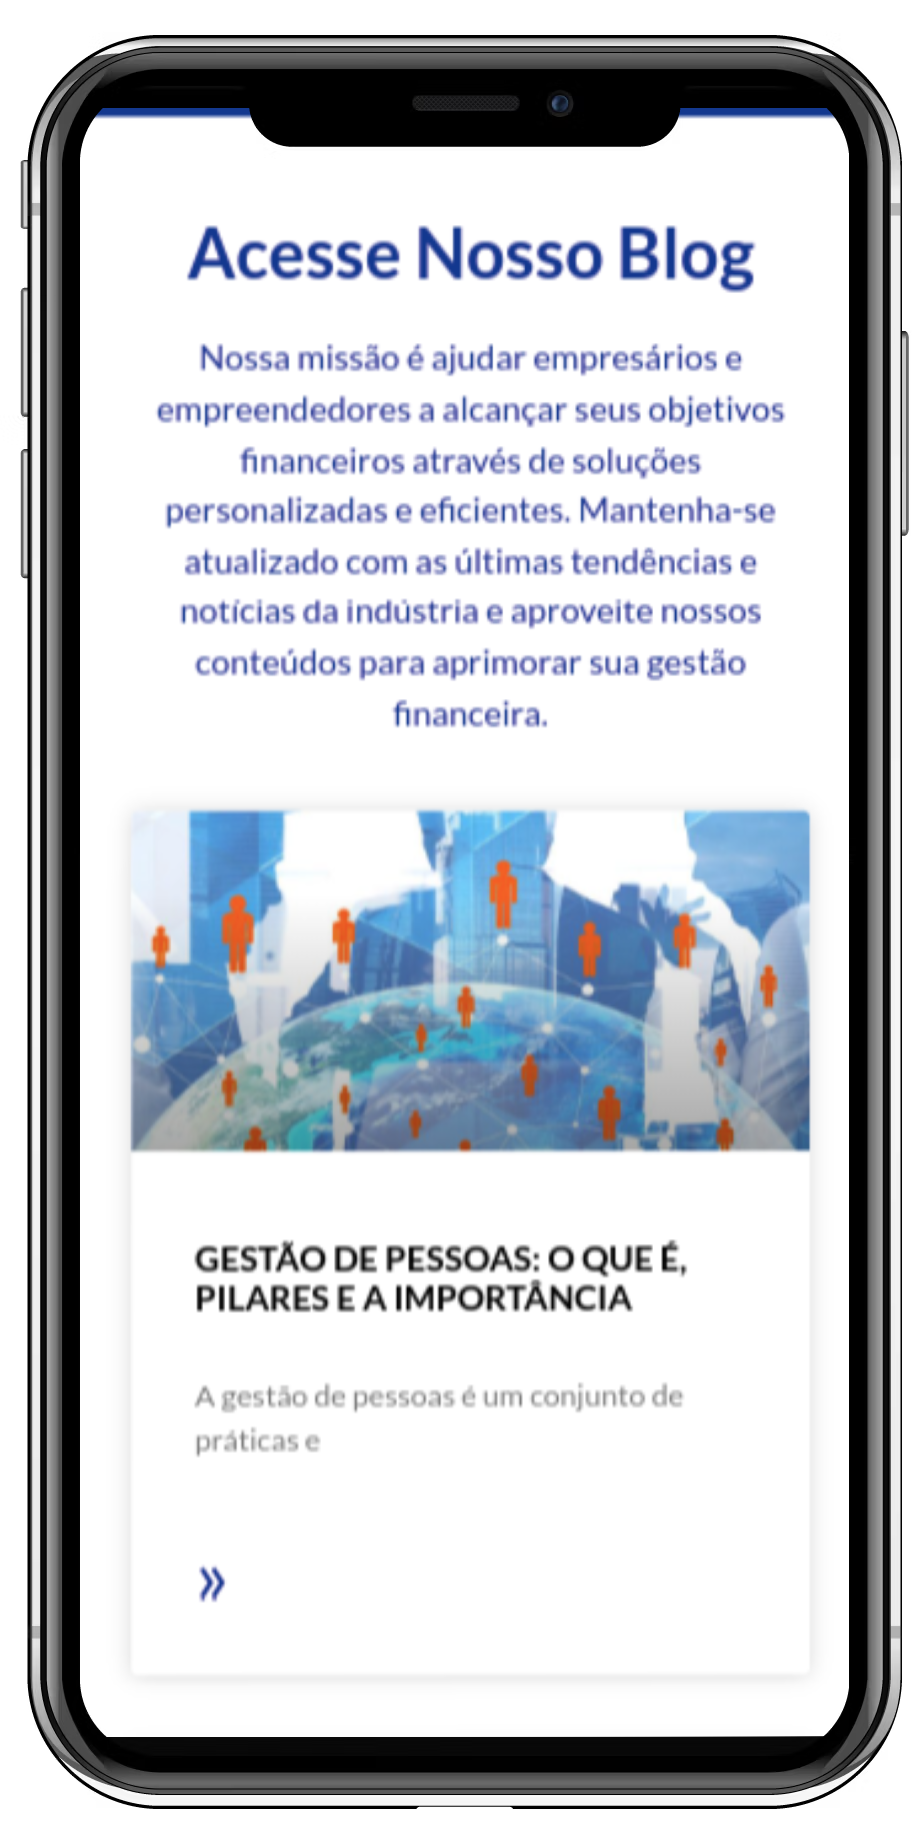 Acesse Nosso Blog
Nossa missão é ajudar empresários e
empreendedores a alcançar seus objetivos
financeiros através de soluções
personalizadas e eficientes. Mantenha-se
atualizado com as últimas tendências e
notícias da indústria e aproveite nossos
conteúdos para aprimorar sua gestão
financeira.
GESTÃO DE PESSOAS: O QUE É,
PILARES E A IMPORTÂNCIA
A gestão de pessoas é um conjunto de
práticas e
»